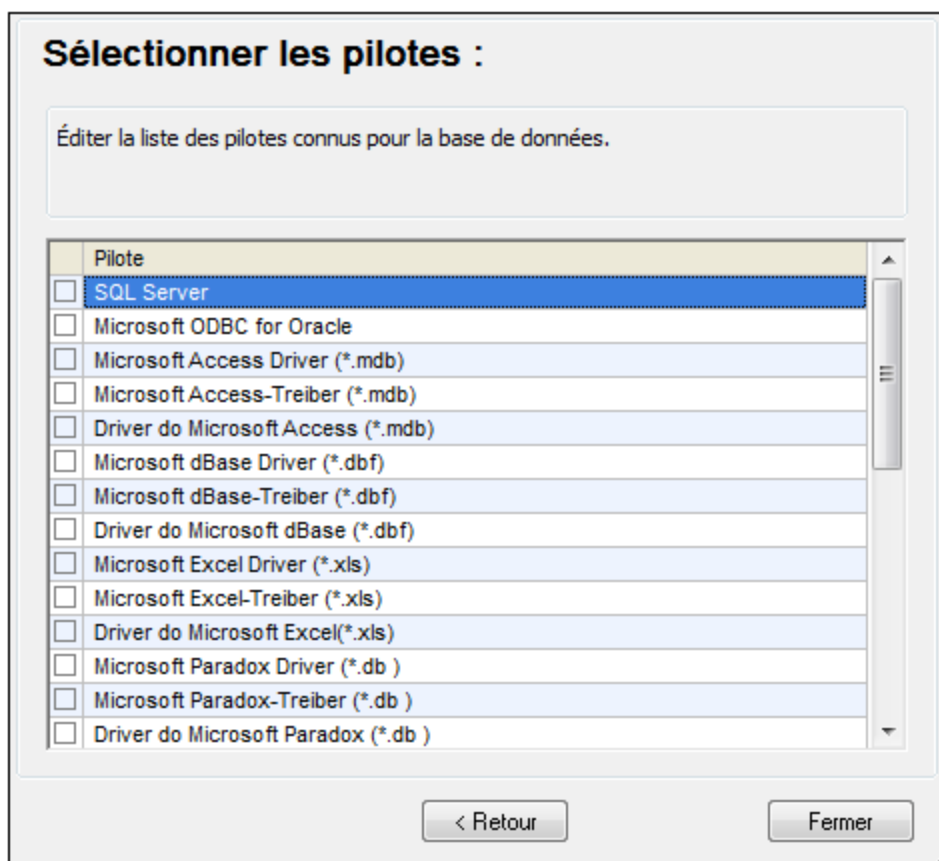 Sélectionner les pilotes :
Éditer la liste des pilotes connus pour la base de données.
Pilote
SQL Server
Microsoft ODBC for Oracle
Microsoft Access Driver (*.mdb)
Microsoft Access-Treiber (*.mdb)
Driver do Microsoft Access (*.mdb)
Microsoft dBase Driver (*.dbf)
Microsoft dBase-Treiber (*.dbf)
Driver do Microsoft dBase (*.dbf)
Microsoft Excel Driver (*.xls)
Microsoft Excel-Treiber (*.xls)
Driver do Microsoft Excel(*.xls)
Microsoft Paradox Driver (*.db )
Microsoft Paradox-Treiber (*.db )
Driver do Microsoft Paradox (*.db )
< Retour
Fermer